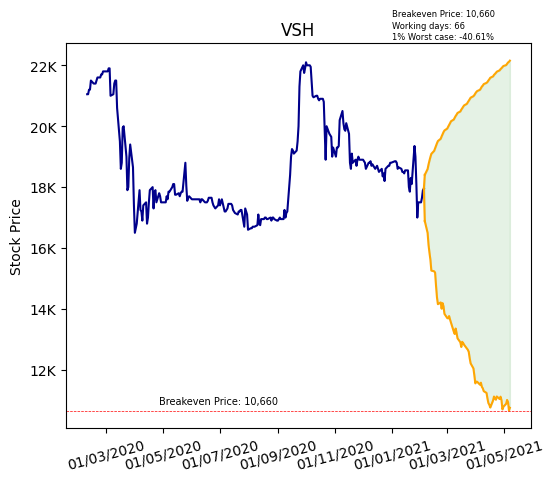 Breakeven Price: 10,660
Working days: 66
1% Worst case: -40.61%
VSH
Stock Price
22K
20K
18K
16K
14K
12K
Breakeven Price: 10,660
01/03/2020
01/05/2020
01/07/2020
01/09/2020
01/11/2020
01/01/2021
01/03/2021
01/05/2021